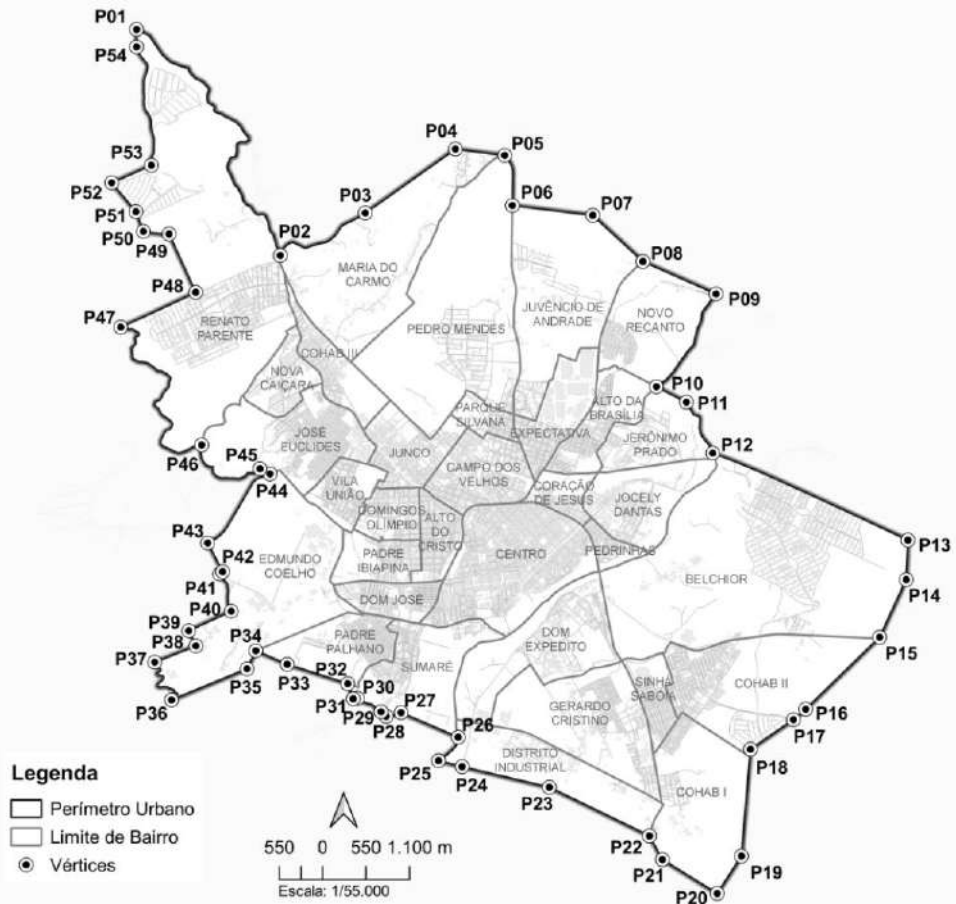 P01
P54
P04
P05
P53
P52
P06
P07
P51
P03
P50
P49
P02
P08
MARIA DO
CARMO
P09
P48
JUVÊNCIO DE
ANDRADE
NOVO
RECANTO
P47
RENATO
PARENTE
PEDRO MENDES
COHAB III
NOVA
CAIÇARA
P10
P11
PARQUE
SILVANA
ALTO DA
BRASÍLIA
EXPECTATIVA
JOSÉ
EUCLIDES
JERÔNIMO
PRADO
P12
P46
JUNCO
P45
P44
CAMPO DOS
VELHOS
VILA
UNIÃO
CORAÇÃO
DE JESUS
JOCELY
DANTAS
DOMINGOS
OLÍMPIO
ALTO
DO
CRISTO
P43
P13
EDMUNDO
COELHO
PADRE
IBIAPINA
CENTRO
PEDRINHAS
P42
P41
BELCHIOR
P14
DOM JOSÉ
P40
P39
P38
P34
PADRE
PALHANO
DOM
EXPEDITO
P15
P37
P35
P33
P32
SUMARÉ
SINHÁ
SABÓIA
COHAB II
P36
P30
P31
P29
P28
P27
GERARDO
CRISTINO
P16
P17
P26
DISTRITO
INDUSTRIAL
P18
P25
P24
P23
COHAB I
P22
P21
P19
P20
Legenda
Perímetro Urbano
Limite de Bairro
Vértices
550 0 550 1.100 m
Escala: 1/55.000